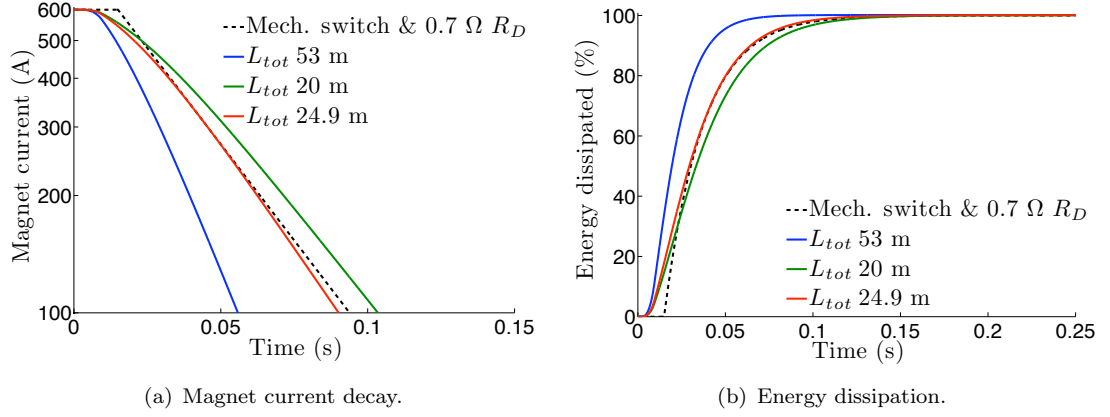 600
500
400
300
200
100
0
0.05
0.1
0.15
Magnet current (A)
Time (s)
Mech. switch & 0.7 Ω R_D
L_tot 53 m
L_tot 20 m
L_tot 24.9 m
(a) Magnet current decay.
100
80
60
40
20
0
0
0.05
0.1
0.15
0.2
0.25
Energy dissipated (%)
Time (s)
Mech. switch & 0.7 Ω R_D
L_tot 53 m
L_tot 20 m
L_tot 24.9 m
(b) Energy dissipation.